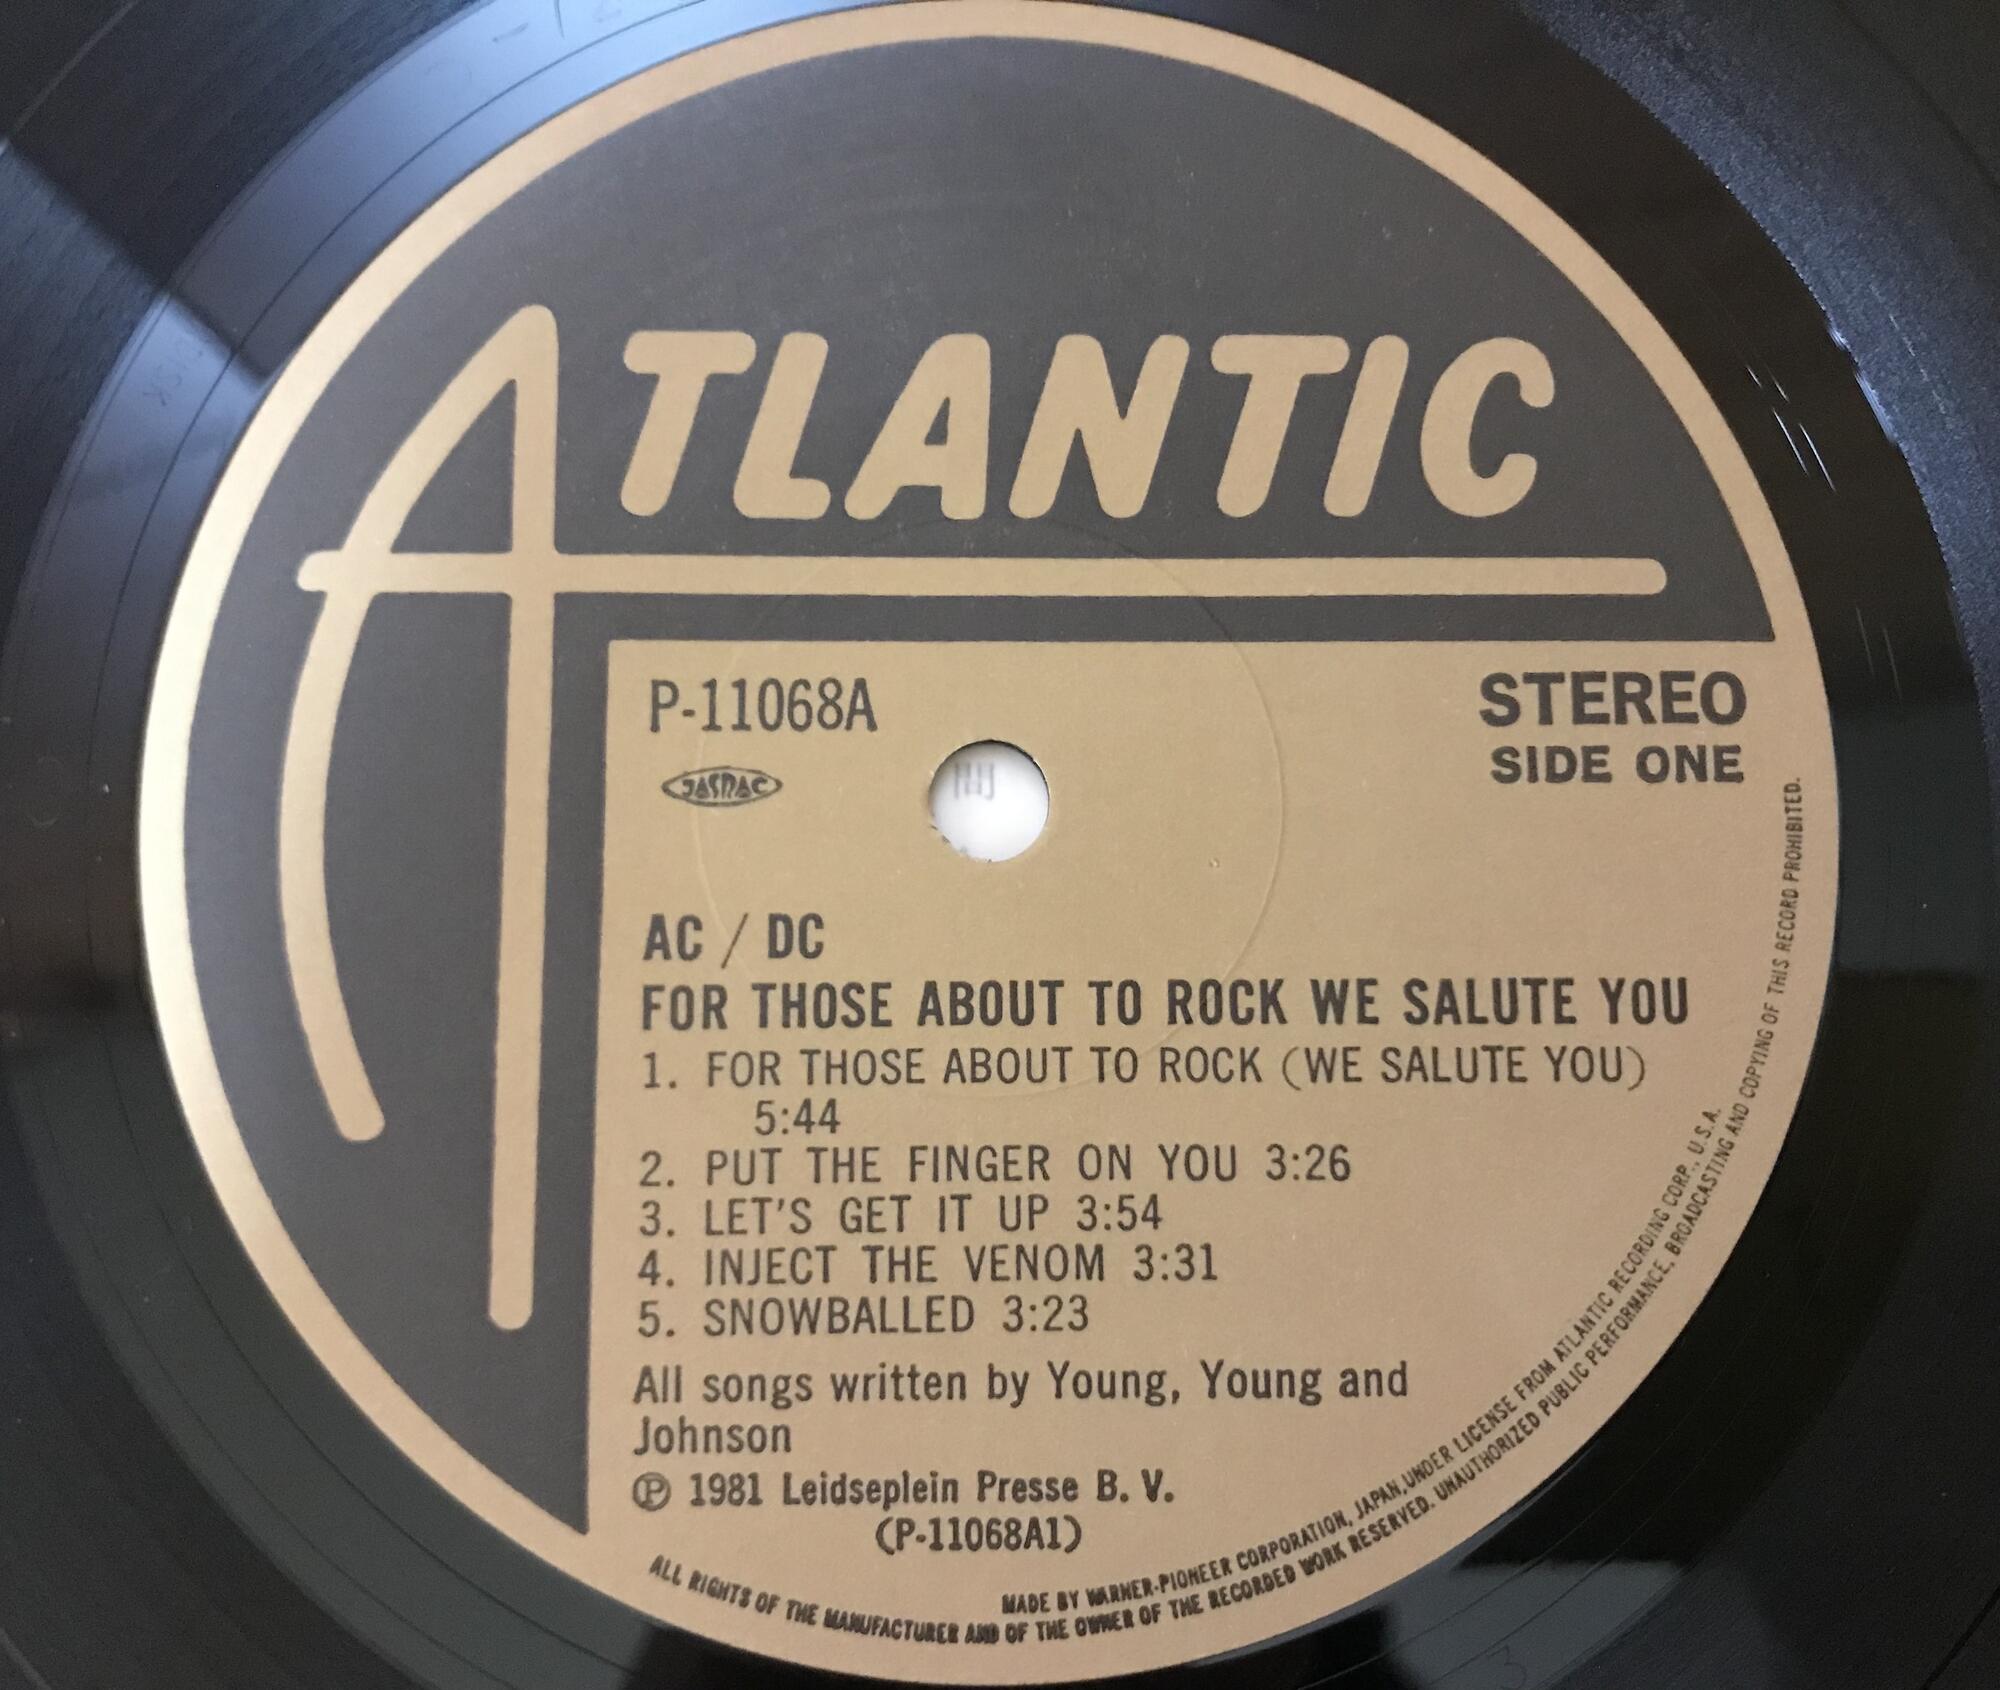 ATLANTIC
P-11068A
STEREO
JASRAC
SIDE ONE
間
AC / DC
FOR THOSE ABOUT TO ROCK WE SALUTE YOU
1. FOR THOSE ABOUT TO ROCK (WE SALUTE YOU)
5:44
2. PUT THE FINGER ON YOU 3:26
3. LET'S GET IT UP 3:54
4. INJECT THE VENOM 3:31
5. SNOWBALLED 3:23
All songs written by Young, Young and
Johnson
℗ 1981 Leidseplein Presse B. V.
(P-11068A1)
MADE BY WARNER-PIONEER CORPORATION, JAPAN, UNDER LICENSE FROM ATLANTIC RECORDING CORP., U.S.A.
ALL RIGHTS OF THE MANUFACTURER AND OF THE OWNER OF THE RECORDED WORK RESERVED. UNAUTHORIZED PUBLIC PERFORMANCE, BROADCASTING AND COPYING OF THIS RECORD PROHIBITED.